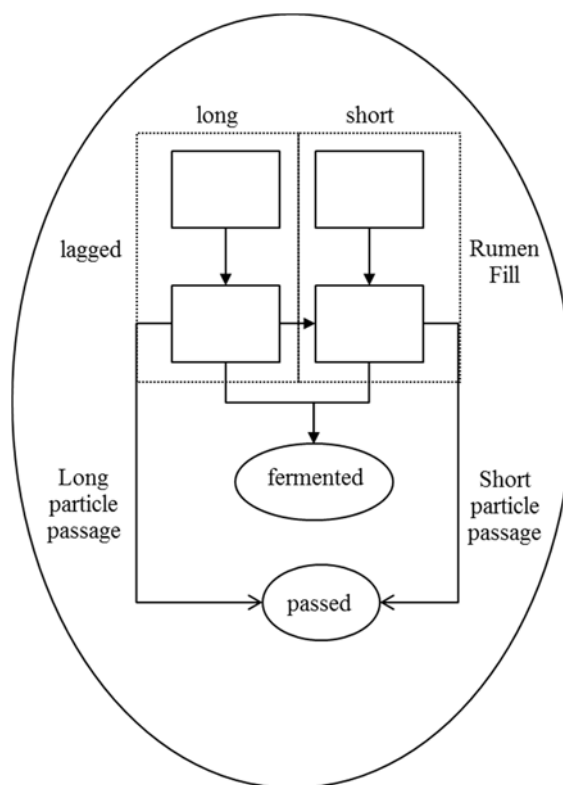 long
short
lagged
Rumen
Fill
fermented
Long
particle
passage
Short
particle
passage
passed